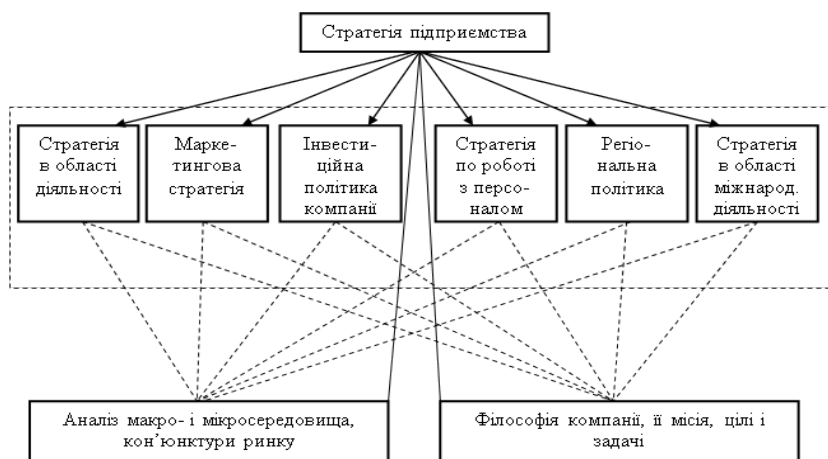 Стратегія підприємства
Стратегія
в області
діяльності
Марке-
тингова
стратегія
Інвести-
ційна
політика
компанії
Стратегія
по роботі
з персо-
налом
Регіо-
нальна
політика
Стратегія
в області
міжнарод.
діяльності
Аналіз макро- і мікросередовища,
кон’юнктури ринку
Філософія компанії, її місія, цілі і
задачі